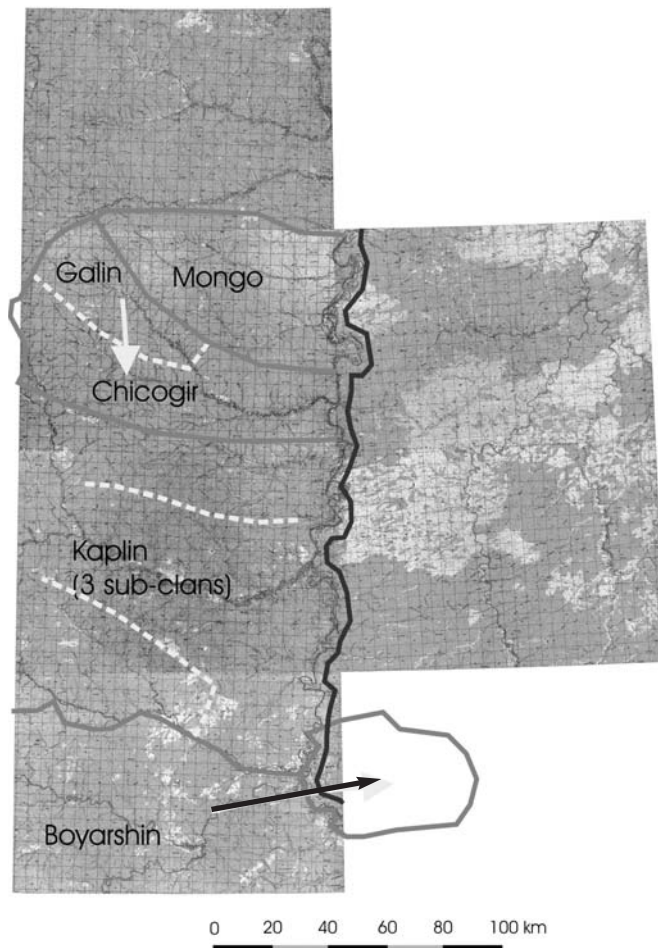 Galin
Mongo
Chicogir
Kaplin
(3 sub-clans)
Boyarshin
0 20 40 60 80 100 km